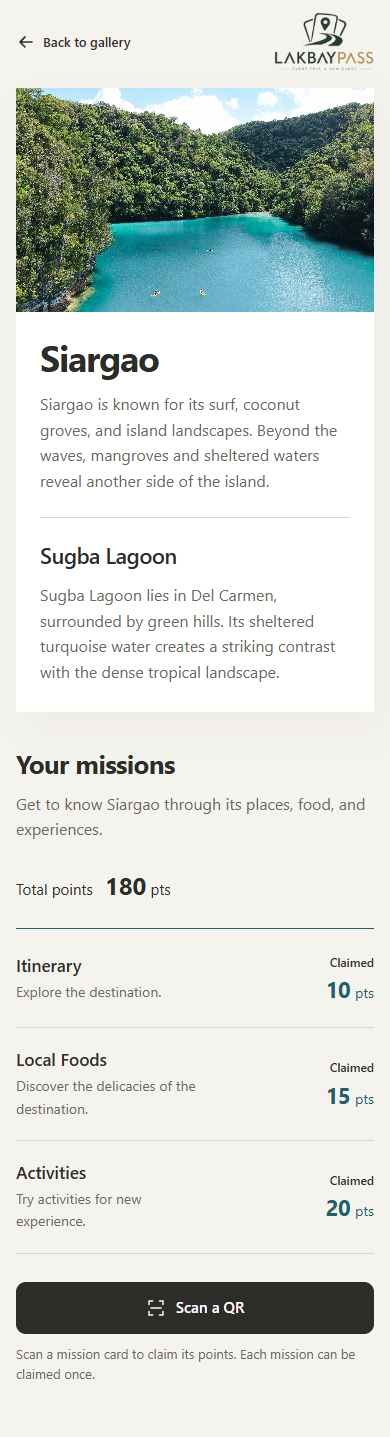 Back to gallery
LAKBAYPASS
EVERY TRIP, A NEW QUEST
Siargao
Siargao is known for its surf, coconut
groves, and island landscapes. Beyond the
waves, mangroves and sheltered waters
reveal another side of the island.
Sugba Lagoon
Sugba Lagoon lies in Del Carmen,
surrounded by green hills. Its sheltered
turquoise water creates a striking contrast
with the dense tropical landscape.
Your missions
Get to know Siargao through its places, food, and
experiences.
Total points 180 pts
Itinerary
Claimed
Explore the destination.
10 pts
Local Foods
Claimed
Discover the delicacies of the
destination.
15 pts
Activities
Claimed
Try activities for new
experience.
20 pts
Scan a QR
Scan a mission card to claim its points. Each mission can be
claimed once.